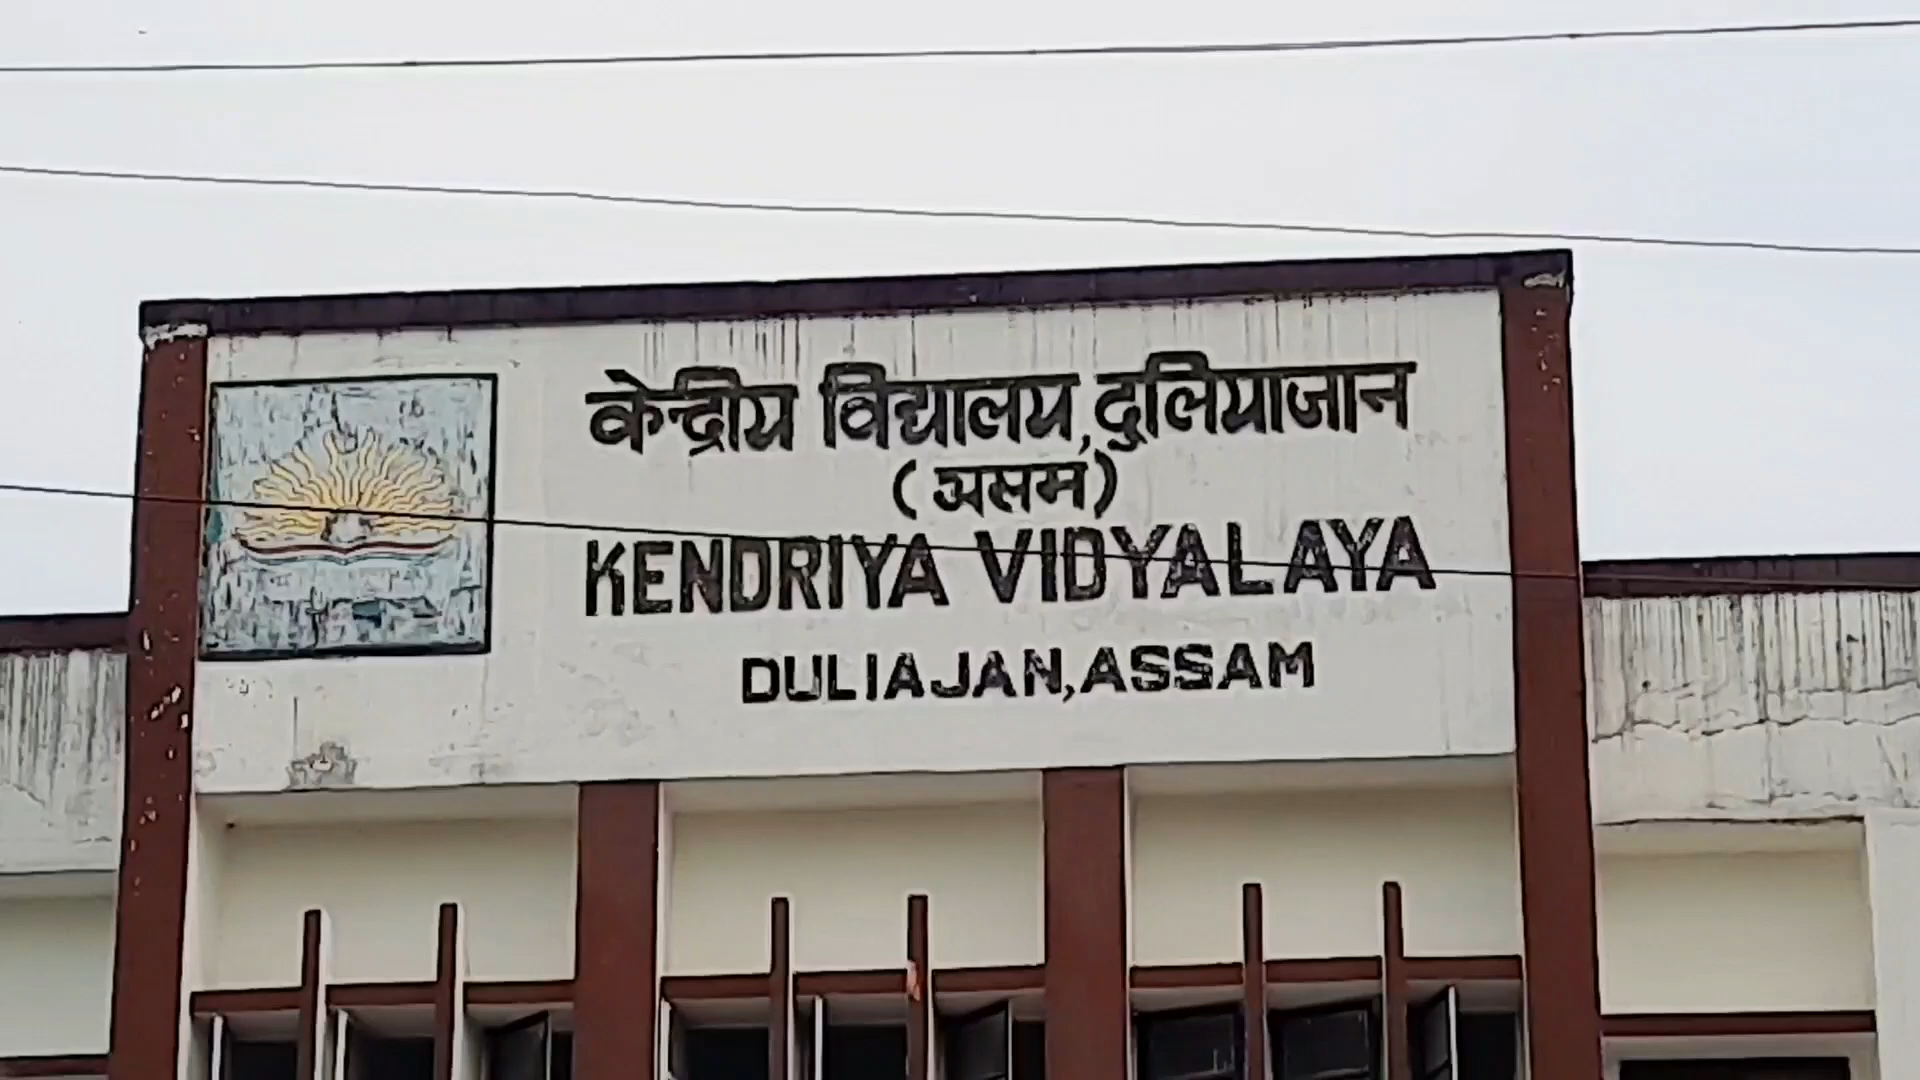 केन्द्रीय विद्यालय, दुलियाजान
(असम)
KENDRIYA VIDYALAYA
DULIAJAN, ASSAM